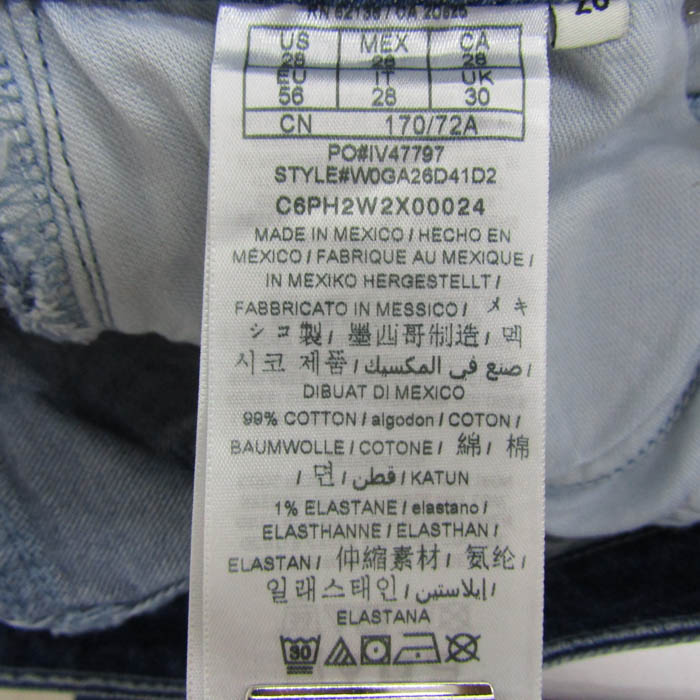 28
US MEX CA
28 28 28
EU IT UK
56 28 30
CN 170/72A
PO#IV47797
STYLE#W0GA26D41D2
C6PH2W2X00024
MADE IN MEXICO / HECHO EN
MÉXICO / FABRIQUE AU MEXIQUE /
IN MEXIKO HERGESTELLT /
FABBRICATO IN MESSICO / メキ
シコ製 / 墨西哥制造 / 멕
시코 제품 / صنع في المكسيك /
DIBUAT DI MEXICO
99% COTTON / algodon / COTON /
BAUMWOLLE / COTONE / 綿 / 棉
/ 면 / قطن / KATUN
1% ELASTANE / elastano /
ELASTHANNE / ELASTHAN /
ELASTAN / 伸縮素材 / 氨纶 /
일래스태인 / إيلاستين /
ELASTANA
30